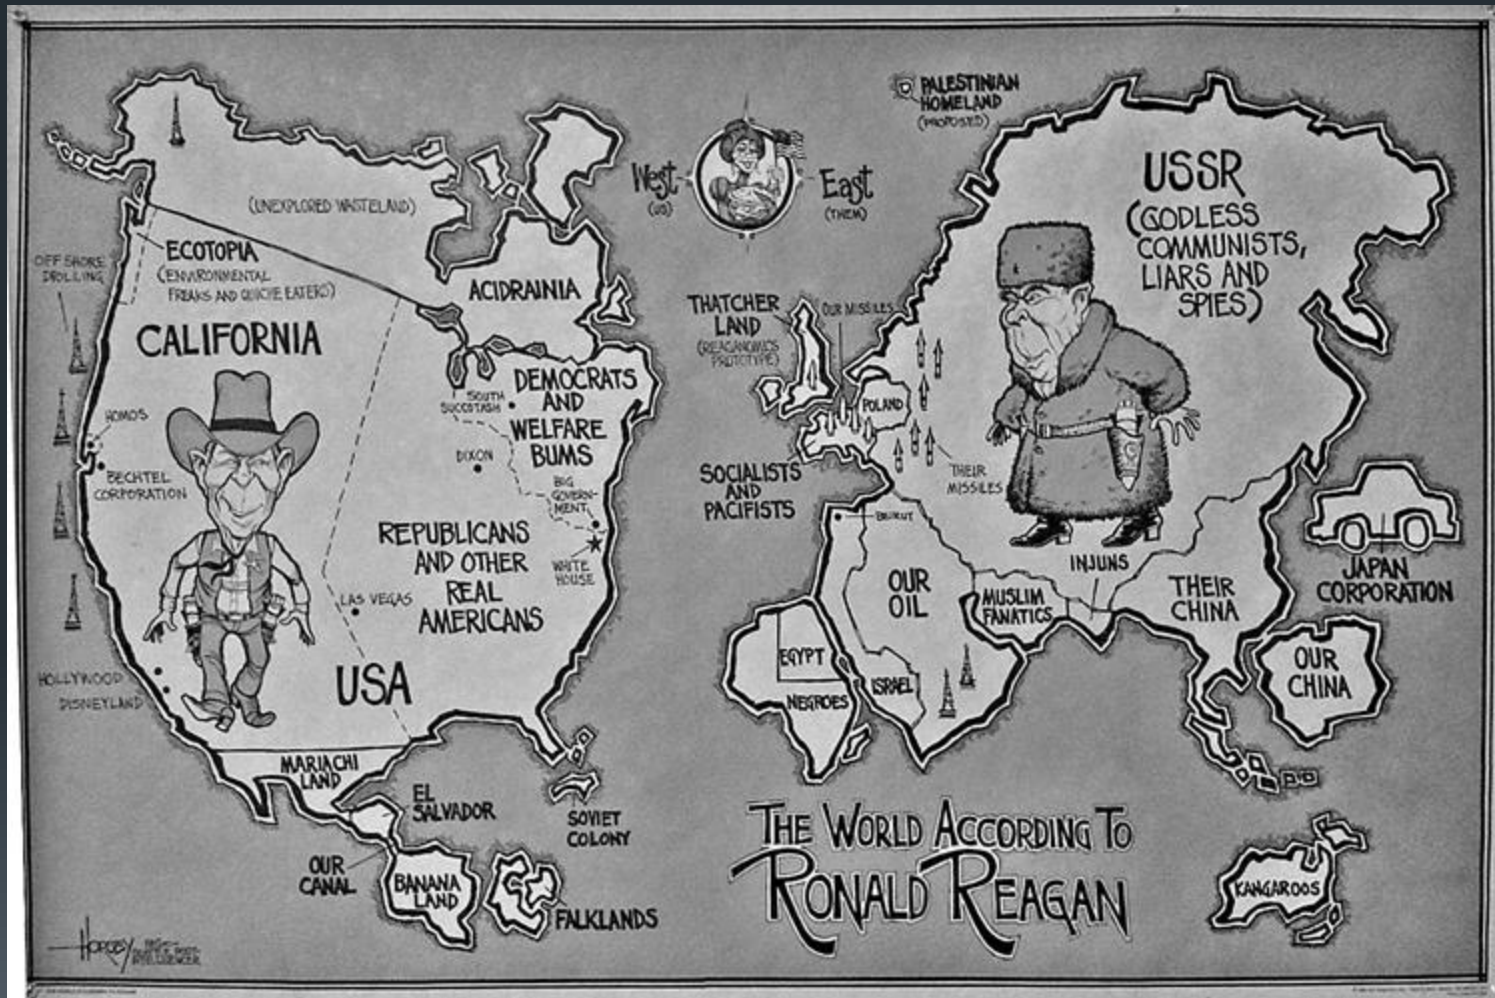 PALESTINIAN
HOMELAND
(PROPOSED)
West
(US)
East
(THEM)
USSR
(GODLESS
COMMUNISTS,
LIARS AND
SPIES)
(UNEXPLORED WASTELAND)
ECOTOPIA
(ENVIRONMENTAL
FREAKS AND QUICHE EATERS)
OFF SHORE
DRILLING
ACIDRAINIA
CALIFORNIA
THATCHER
LAND
(REAGANOMICS
PROTOTYPE)
OUR MISSILES
DEMOCRATS
AND
WELFARE
BUMS
SOUTH
SUCCOTASH
POLAND
HOMOS
DIXON
BECHTEL
CORPORATION
BIG
GOVERN-
MENT
SOCIALISTS
AND
PACIFISTS
THEIR
MISSILES
BEIRUT
REPUBLICANS
AND OTHER
REAL
AMERICANS
WHITE
HOUSE
LAS VEGAS
OUR
OIL
INJUNS
MUSLIM
FANATICS
THEIR
CHINA
JAPAN
CORPORATION
EGYPT
ISRAEL
NEGROES
OUR
CHINA
HOLLYWOOD
DISNEYLAND
USA
MARIACHI
LAND
EL
SALVADOR
SOVIET
COLONY
OUR
CANAL
BANANA
LAND
FALKLANDS
THE WORLD ACCORDING TO
RONALD REAGAN
KANGAROOS
HORSEY